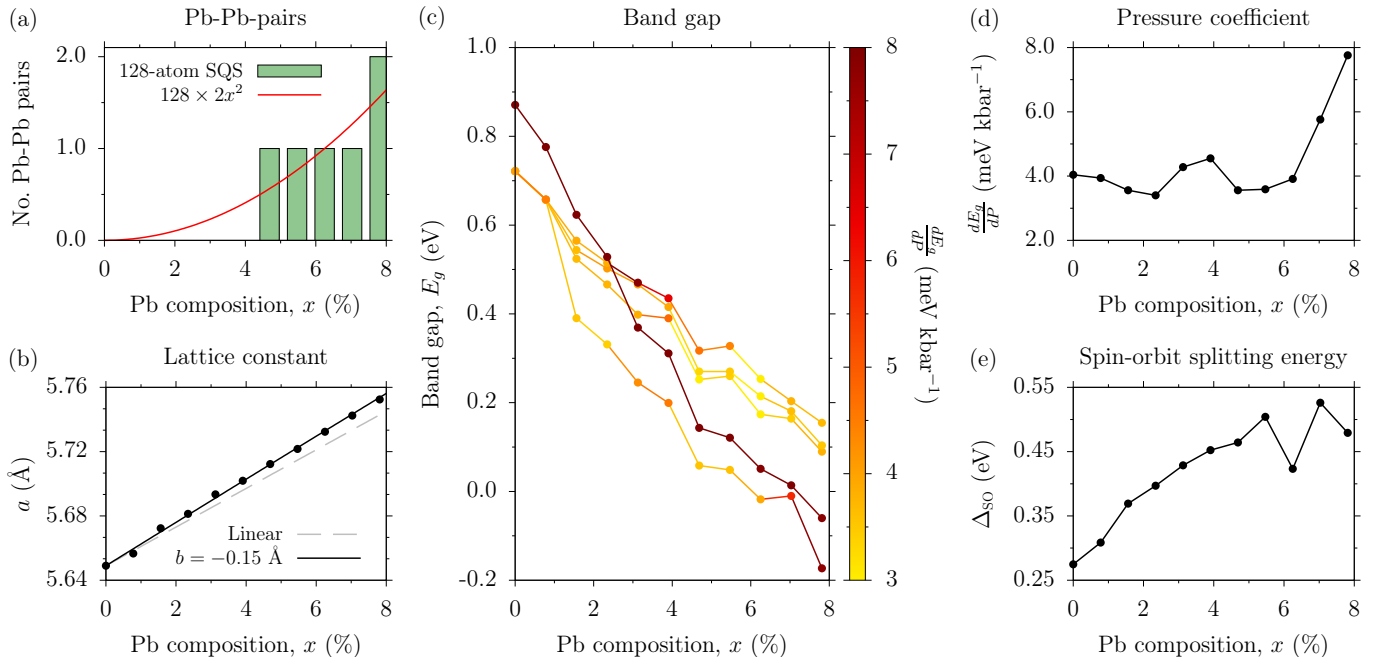 (a)
Pb-Pb-pairs
2.0
1.0
0.0
No. Pb-Pb pairs
128-atom SQS
128 × 2x²
0 2 4 6 8
Pb composition, x (%)
(b)
Lattice constant
5.76
5.72
5.68
5.64
a (Å)
Linear
b = −0.15 Å
0 2 4 6 8
Pb composition, x (%)
(c)
Band gap
1.0
0.8
0.6
0.4
0.2
0.0
-0.2
Band gap, E_g (eV)
0 2 4 6 8
Pb composition, x (%)
8
7
6
5
4
3
dE_g/dP (meV kbar⁻¹)
(d)
Pressure coefficient
8.0
6.0
4.0
2.0
dE_g/dP (meV kbar⁻¹)
0 2 4 6 8
Pb composition, x (%)
(e)
Spin-orbit splitting energy
0.55
0.45
0.35
0.25
Δ_SO (eV)
0 2 4 6 8
Pb composition, x (%)